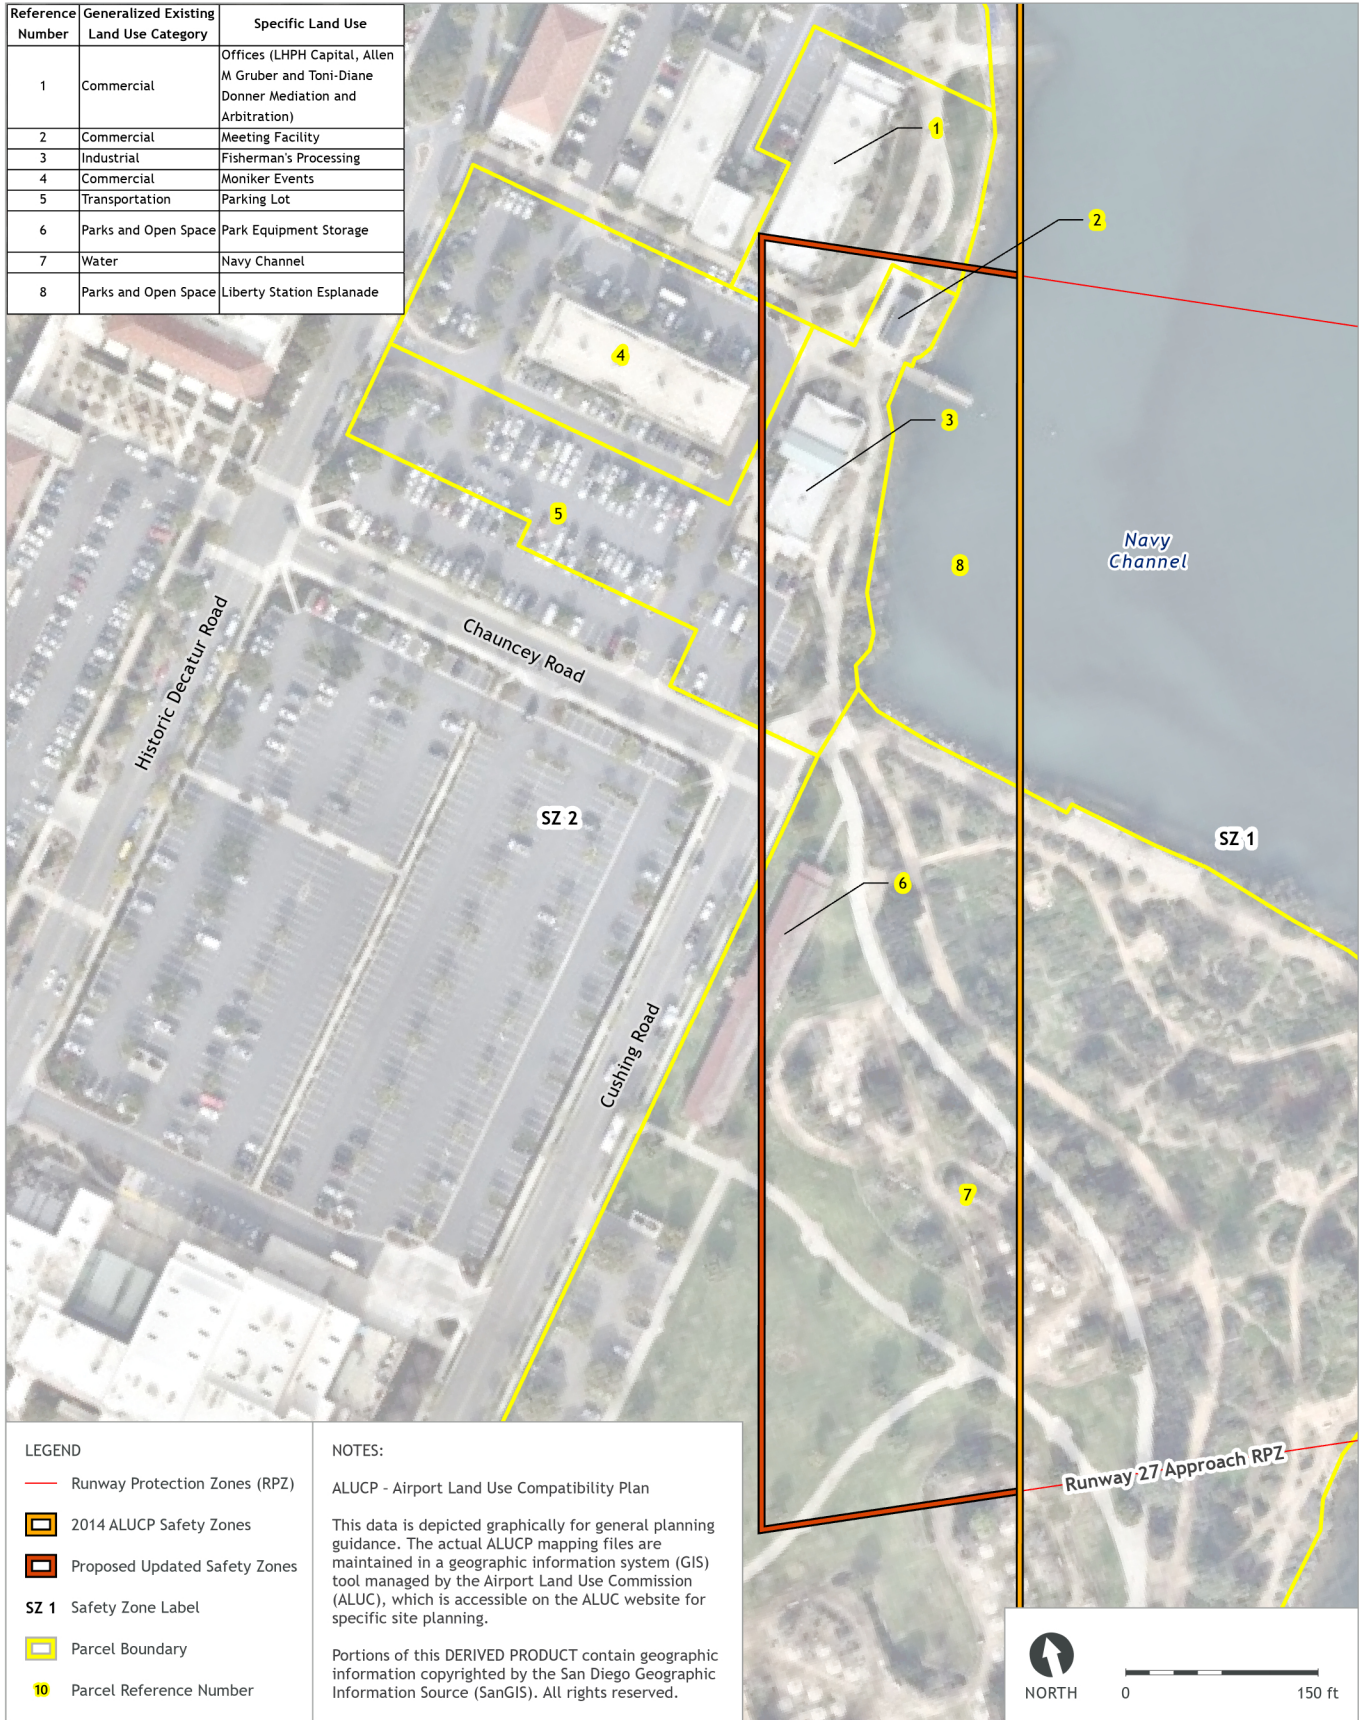 Reference Generalized Existing Specific Land Use
Number Land Use Category
1 Commercial Offices (LHPH Capital, Allen
M Gruber and Toni-Diane
Donner Mediation and
Arbitration)
2 Commercial Meeting Facility
3 Industrial Fisherman's Processing
4 Commercial Moniker Events
5 Transportation Parking Lot
6 Parks and Open Space Park Equipment Storage
7 Water Navy Channel
8 Parks and Open Space Liberty Station Esplanade
1
2
4
3
5
8
Navy
Channel
Chauncey Road
Historic Decatur Road
SZ 2
SZ 1
6
Cushing Road
7
Runway 27 Approach RPZ
LEGEND
Runway Protection Zones (RPZ)
2014 ALUCP Safety Zones
Proposed Updated Safety Zones
SZ 1 Safety Zone Label
Parcel Boundary
10 Parcel Reference Number
NOTES:
ALUCP - Airport Land Use Compatibility Plan
This data is depicted graphically for general planning
guidance. The actual ALUCP mapping files are
maintained in a geographic information system (GIS)
tool managed by the Airport Land Use Commission
(ALUC), which is accessible on the ALUC website for
specific site planning.
Portions of this DERIVED PRODUCT contain geographic
information copyrighted by the San Diego Geographic
Information Source (SanGIS). All rights reserved.
NORTH
0 150 ft